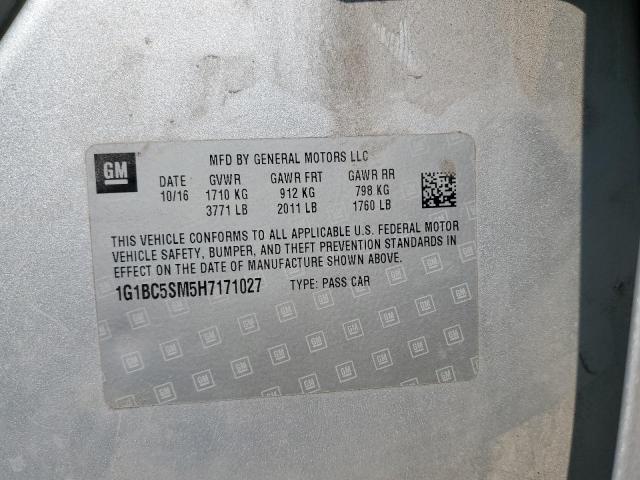 GM
MFD BY GENERAL MOTORS LLC
DATE GVWR GAWR FRT GAWR RR
10/16 1710 KG 912 KG 798 KG
3771 LB 2011 LB 1760 LB
THIS VEHICLE CONFORMS TO ALL APPLICABLE U.S. FEDERAL MOTOR
VEHICLE SAFETY, BUMPER, AND THEFT PREVENTION STANDARDS IN
EFFECT ON THE DATE OF MANUFACTURE SHOWN ABOVE.
1G1BC5SM5H7171027 TYPE: PASS CAR